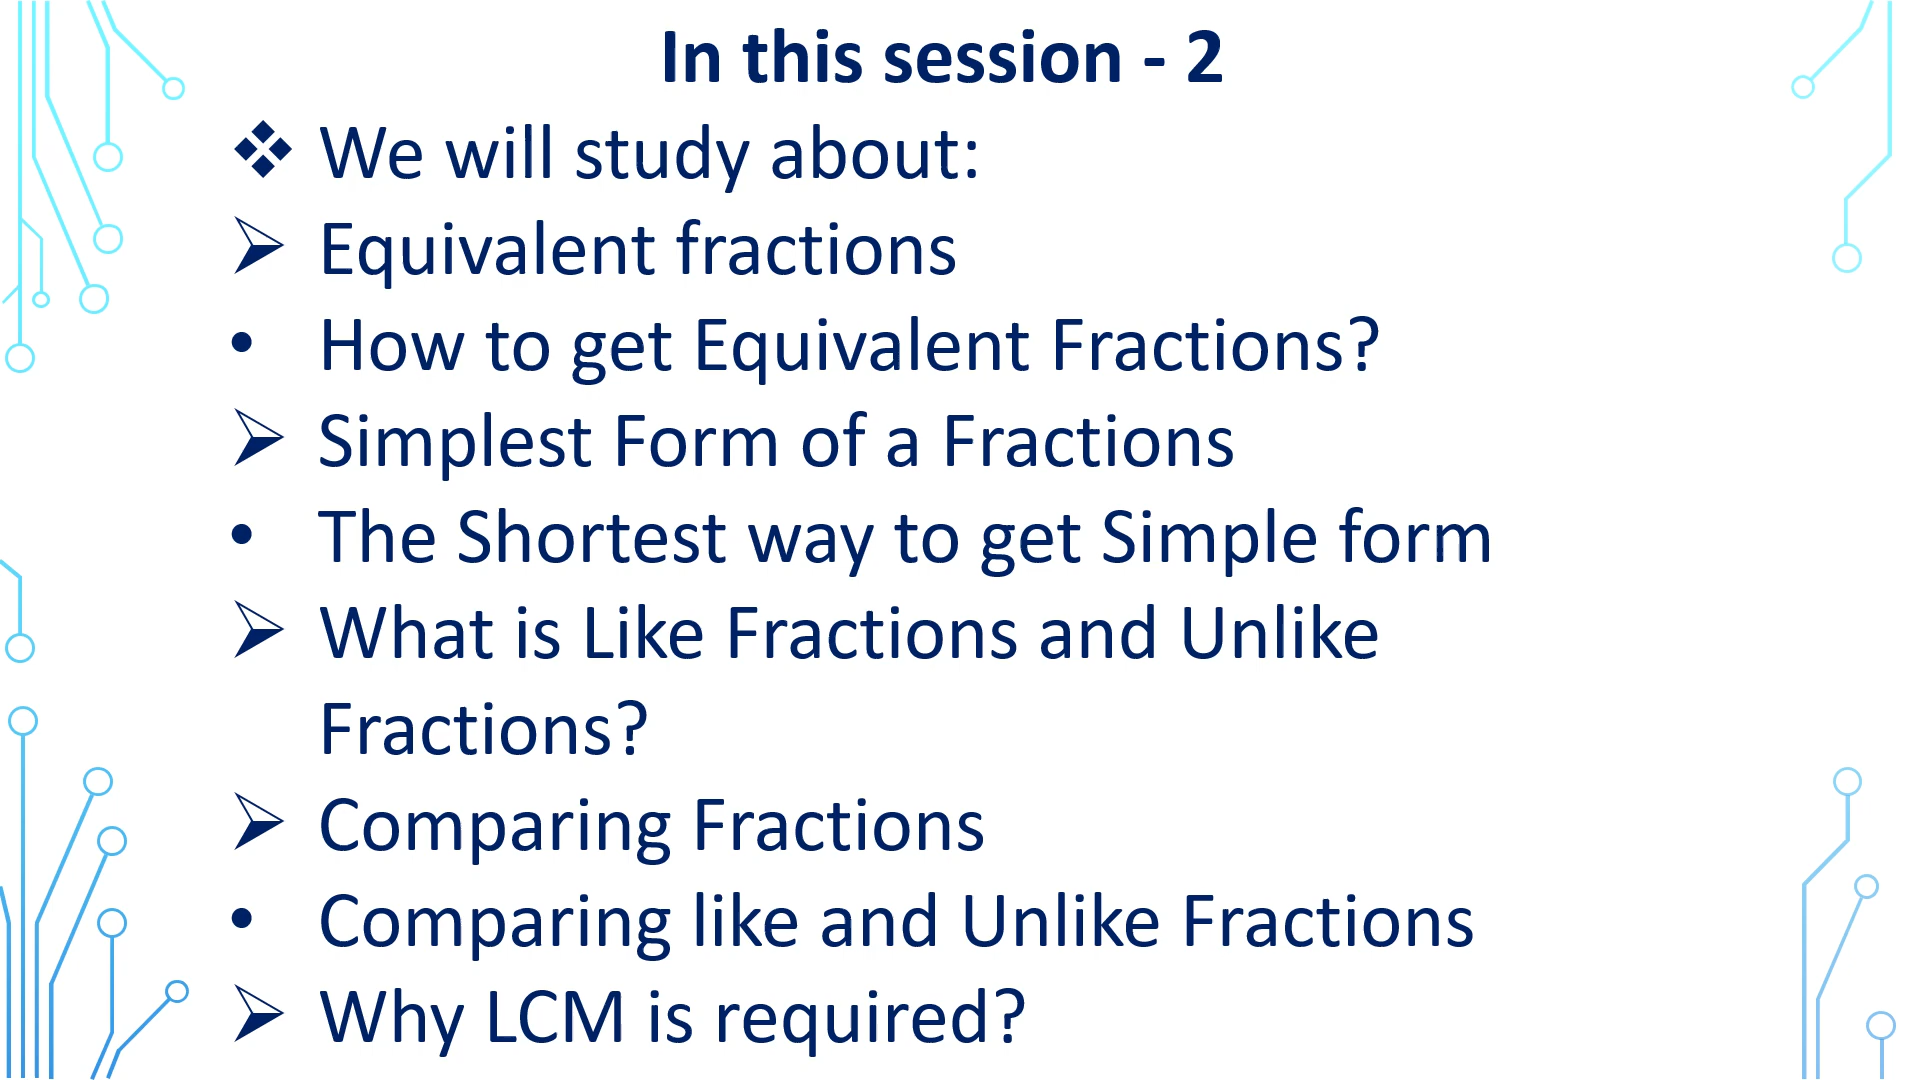 In this session - 2
❖ We will study about:
➢ Equivalent fractions
• How to get Equivalent Fractions?
➢ Simplest Form of a Fractions
• The Shortest way to get Simple form
➢ What is Like Fractions and Unlike
Fractions?
➢ Comparing Fractions
• Comparing like and Unlike Fractions
➢ Why LCM is required?